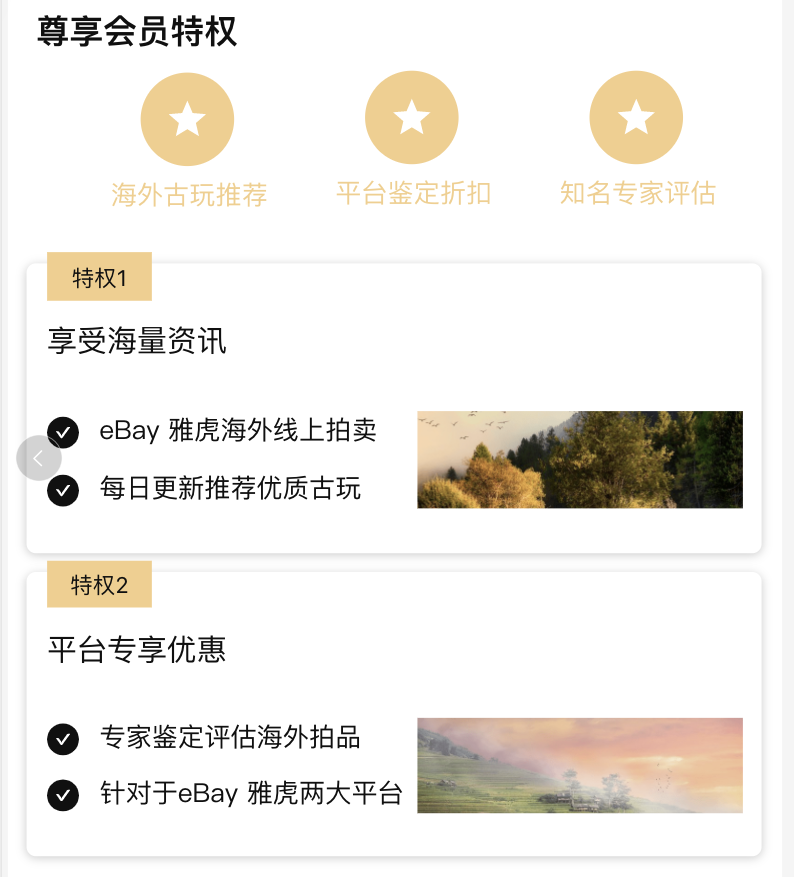 尊享会员特权
海外古玩推荐
平台鉴定折扣
知名专家评估
特权1
享受海量资讯
eBay 雅虎海外线上拍卖
每日更新推荐优质古玩
特权2
平台专享优惠
专家鉴定评估海外拍品
针对于eBay 雅虎两大平台